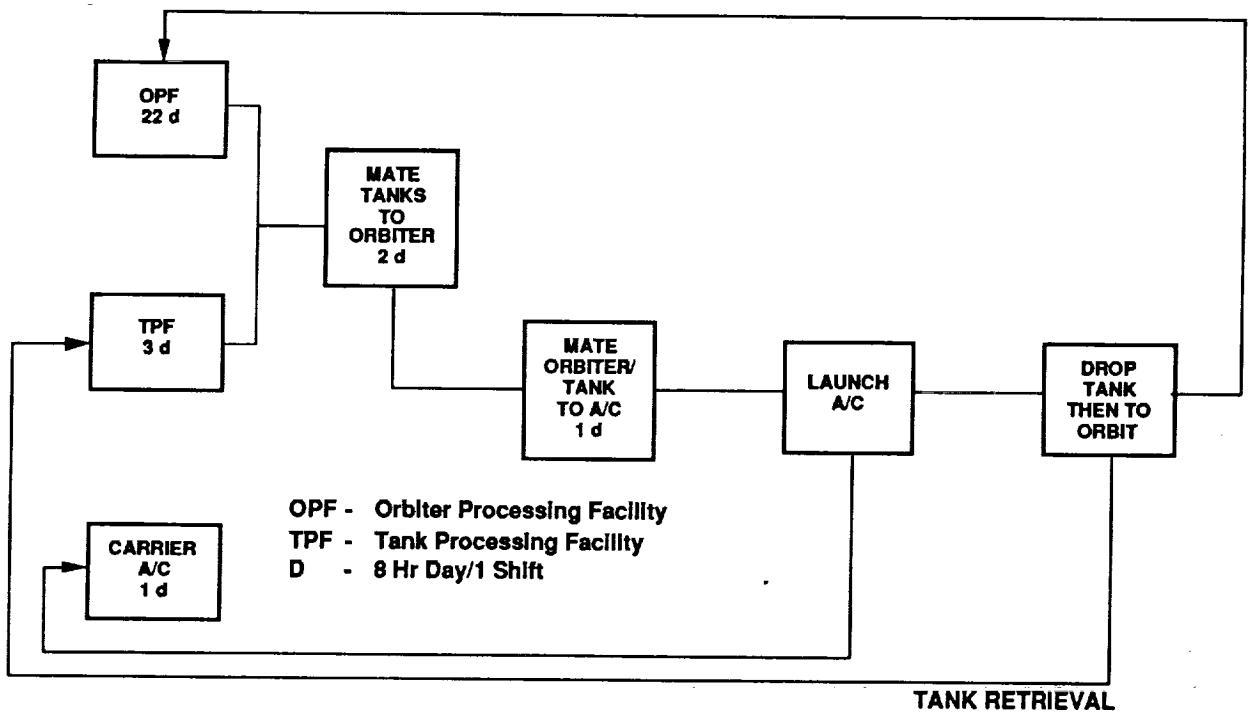 OPF
22 d
MATE
TANKS
TO
ORBITER
2 d
TPF
3 d
MATE
ORBITER/
TANK
TO A/C
1 d
LAUNCH
A/C
DROP
TANK
THEN TO
ORBIT
CARRIER
A/C
1 d
OPF - Orbiter Processing Facility
TPF - Tank Processing Facility
D - 8 Hr Day/1 Shift
TANK RETRIEVAL